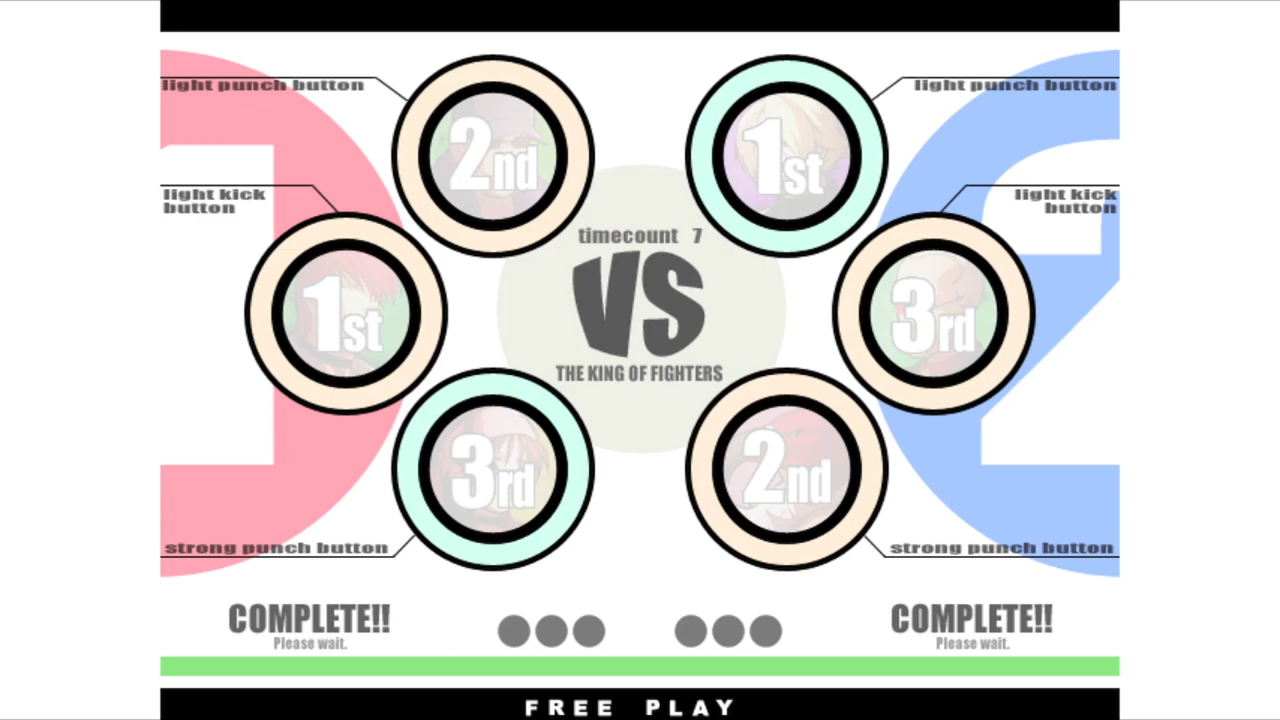 light punch button
light punch button
2nd
1st
light kick
button
light kick
button
timecount 7
VS
1st
3rd
THE KING OF FIGHTERS
3rd
2nd
strong punch button
strong punch button
COMPLETE!!
Please wait.
COMPLETE!!
Please wait.
FREE PLAY